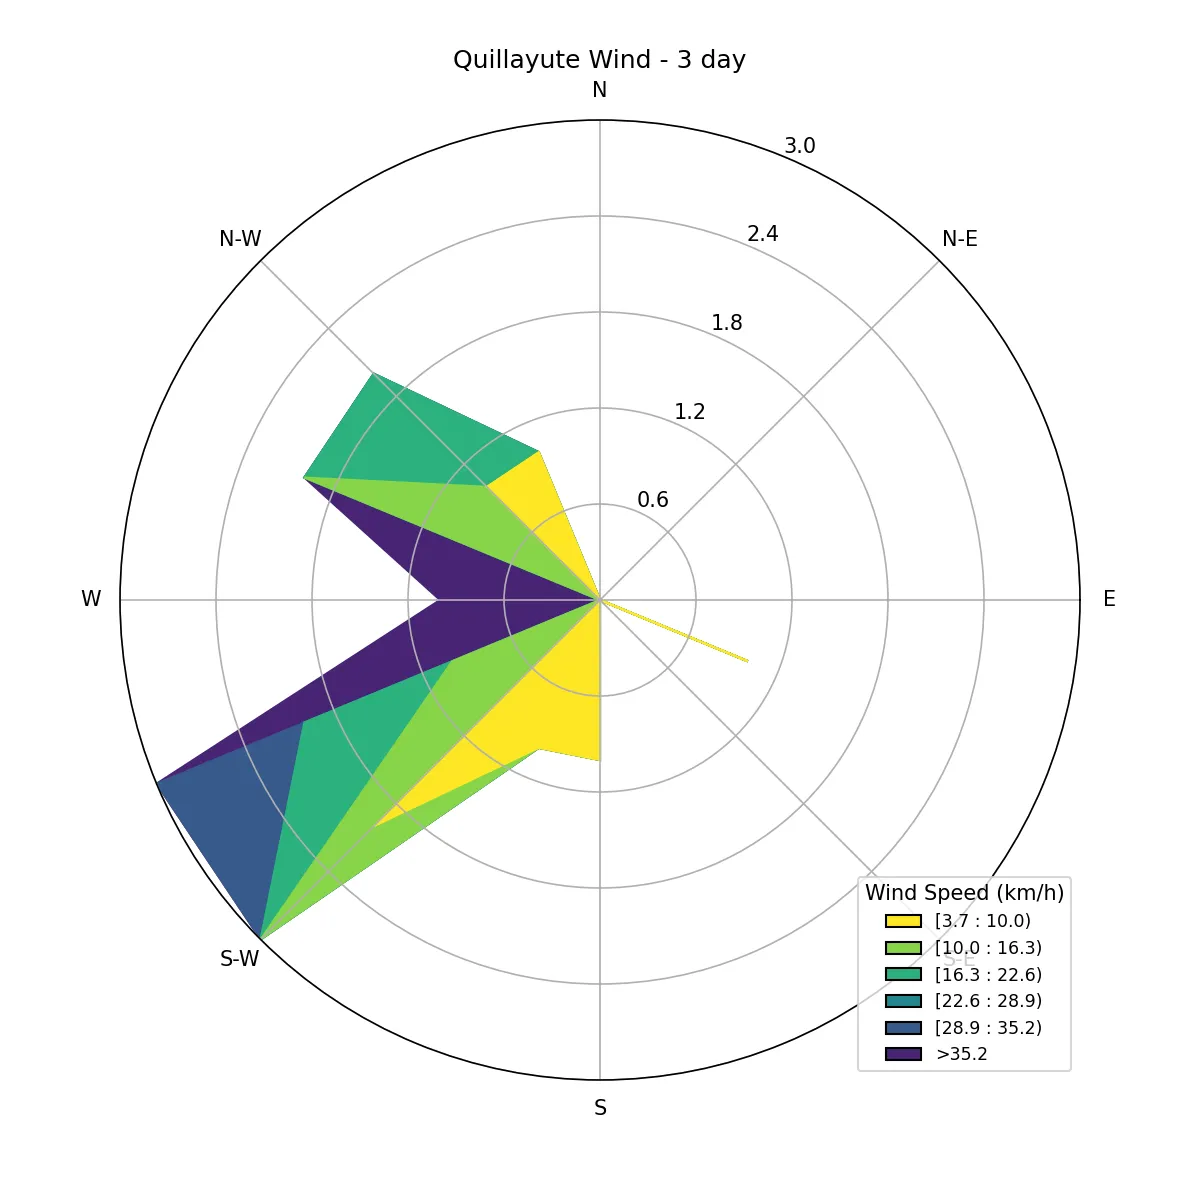 Quillayute Wind - 3 day
N
3.0
N-W
2.4
N-E
1.8
1.2
0.6
W
E
S-W
S-E
S
Wind Speed (km/h)
[3.7 : 10.0)
[10.0 : 16.3)
[16.3 : 22.6)
[22.6 : 28.9)
[28.9 : 35.2)
>35.2